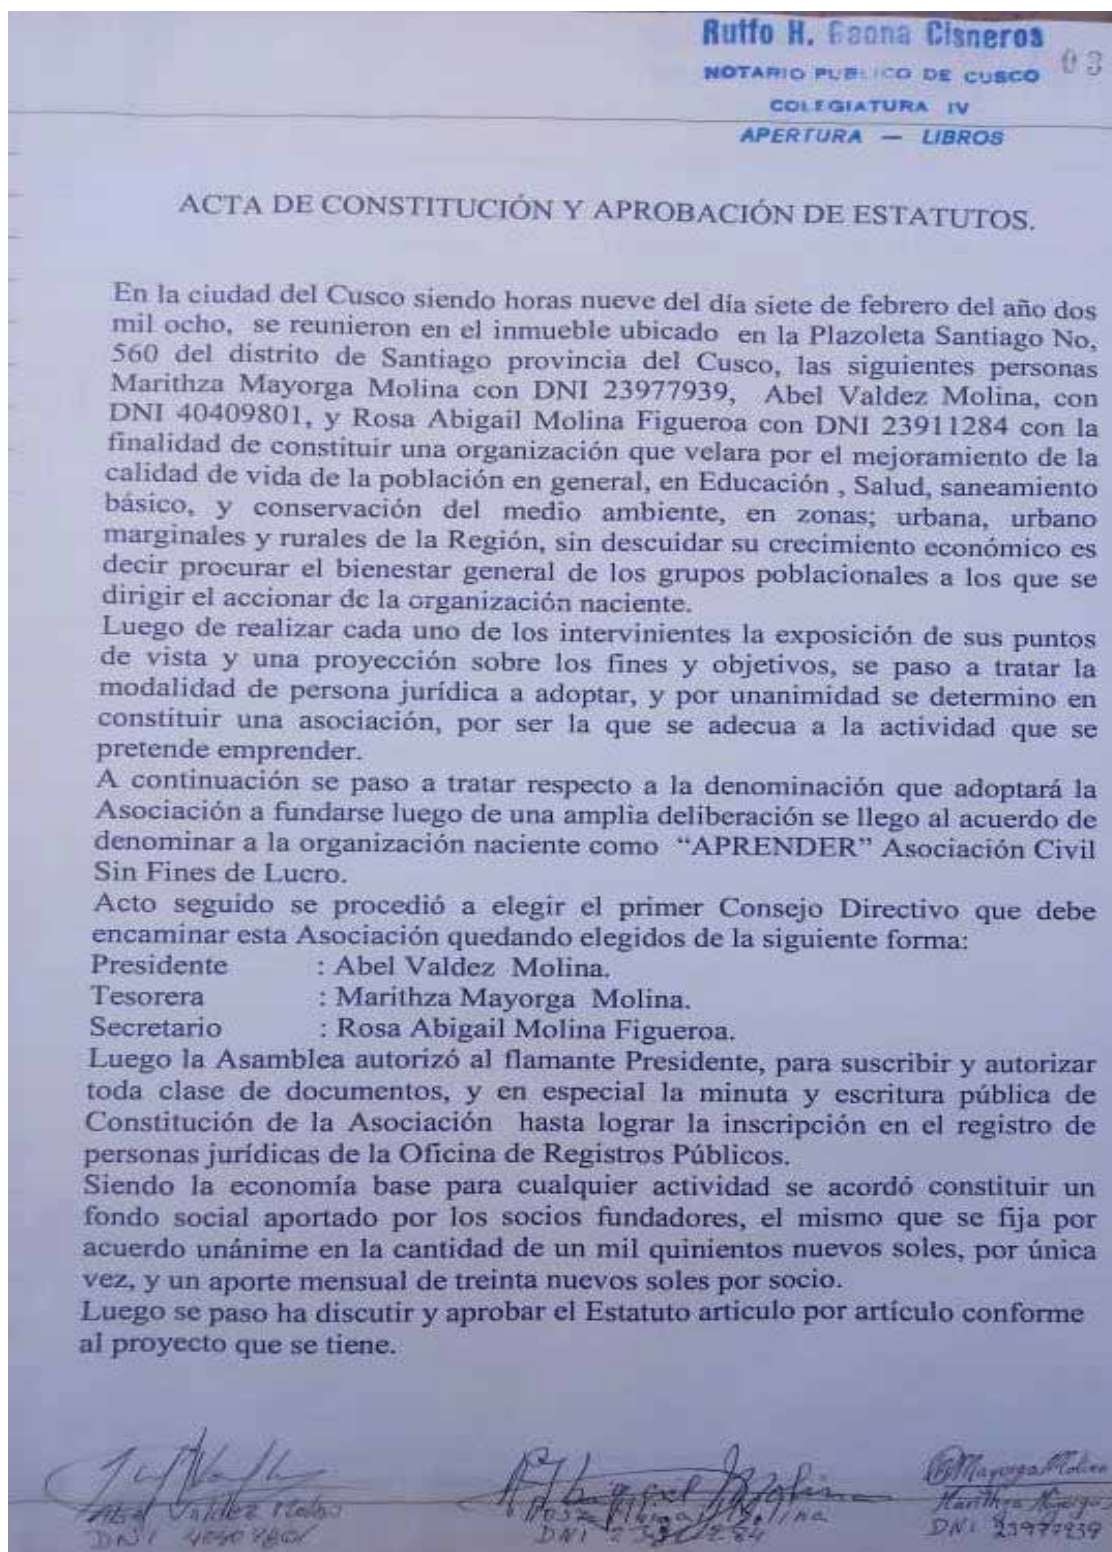 Rutfo H. Gaona Cisneros
NOTARIO PUBLICO DE CUSCO
03
COLEGIATURA IV
APERTURA — LIBROS
ACTA DE CONSTITUCIÓN Y APROBACIÓN DE ESTATUTOS.
En la ciudad del Cusco siendo horas nueve del día siete de febrero del año dos
mil ocho, se reunieron en el inmueble ubicado en la Plazoleta Santiago No,
560 del distrito de Santiago provincia del Cusco, las siguientes personas
Marithza Mayorga Molina con DNI 23977939, Abel Valdez Molina, con
DNI 40409801, y Rosa Abigail Molina Figueroa con DNI 23911284 con la
finalidad de constituir una organización que velara por el mejoramiento de la
calidad de vida de la población en general, en Educación , Salud, saneamiento
básico, y conservación del medio ambiente, en zonas; urbana, urbano
marginales y rurales de la Región, sin descuidar su crecimiento económico es
decir procurar el bienestar general de los grupos poblacionales a los que se
dirigir el accionar de la organización naciente.
Luego de realizar cada uno de los intervinientes la exposición de sus puntos
de vista y una proyección sobre los fines y objetivos, se paso a tratar la
modalidad de persona jurídica a adoptar, y por unanimidad se determino en
constituir una asociación, por ser la que se adecua a la actividad que se
pretende emprender.
A continuación se paso a tratar respecto a la denominación que adoptará la
Asociación a fundarse luego de una amplia deliberación se llego al acuerdo de
denominar a la organización naciente como “APRENDER” Asociación Civil
Sin Fines de Lucro.
Acto seguido se procedió a elegir el primer Consejo Directivo que debe
encaminar esta Asociación quedando elegidos de la siguiente forma:
Presidente : Abel Valdez Molina.
Tesorera : Marithza Mayorga Molina.
Secretario : Rosa Abigail Molina Figueroa.
Luego la Asamblea autorizó al flamante Presidente, para suscribir y autorizar
toda clase de documentos, y en especial la minuta y escritura pública de
Constitución de la Asociación hasta lograr la inscripción en el registro de
personas jurídicas de la Oficina de Registros Públicos.
Siendo la economía base para cualquier actividad se acordó constituir un
fondo social aportado por los socios fundadores, el mismo que se fija por
acuerdo unánime en la cantidad de un mil quinientos nuevos soles, por única
vez, y un aporte mensual de treinta nuevos soles por socio.
Luego se paso ha discutir y aprobar el Estatuto articulo por artículo conforme
al proyecto que se tiene.
Mayorga Molina
Abel Valdez Molina
Rosa Abigail Molina
Marithza Mayorga
DNI 40409801
DNI 23911284
DNI 23977939